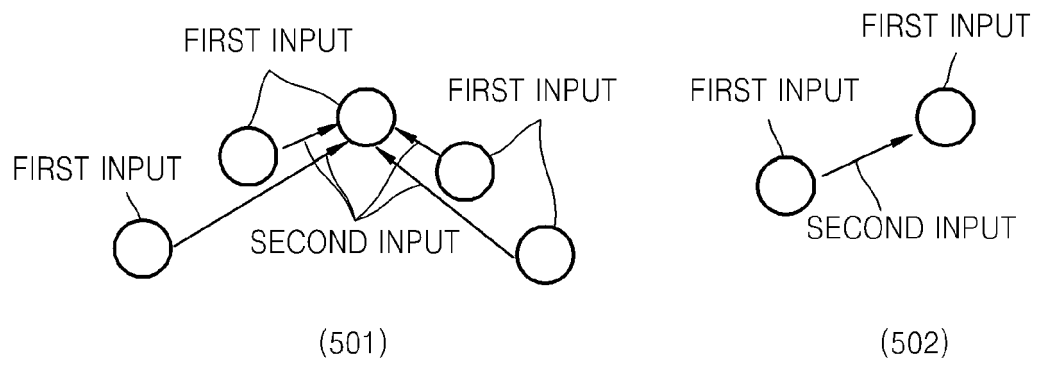 FIRST INPUT
FIRST INPUT
FIRST INPUT
SECOND INPUT
(501)
FIRST INPUT
FIRST INPUT
SECOND INPUT
(502)